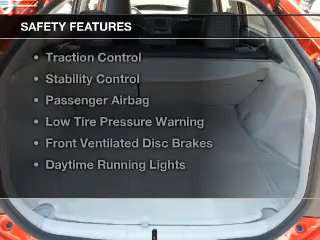 SAFETY FEATURES
• Traction Control
• Stability Control
• Passenger Airbag
• Low Tire Pressure Warning
• Front Ventilated Disc Brakes
• Daytime Running Lights